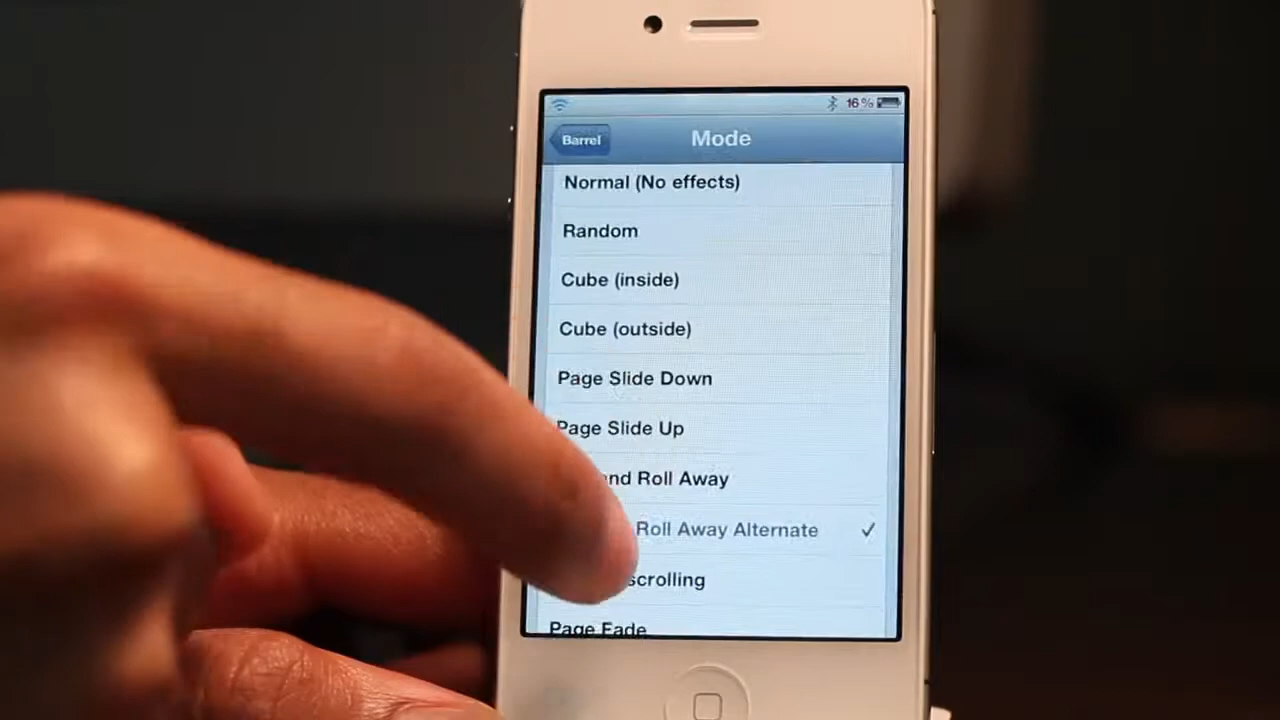 16%
Barrel
Mode
Normal (No effects)
Random
Cube (inside)
Cube (outside)
Page Slide Down
Page Slide Up
Roll Away
Roll Away Alternate
scrolling
Page Fade